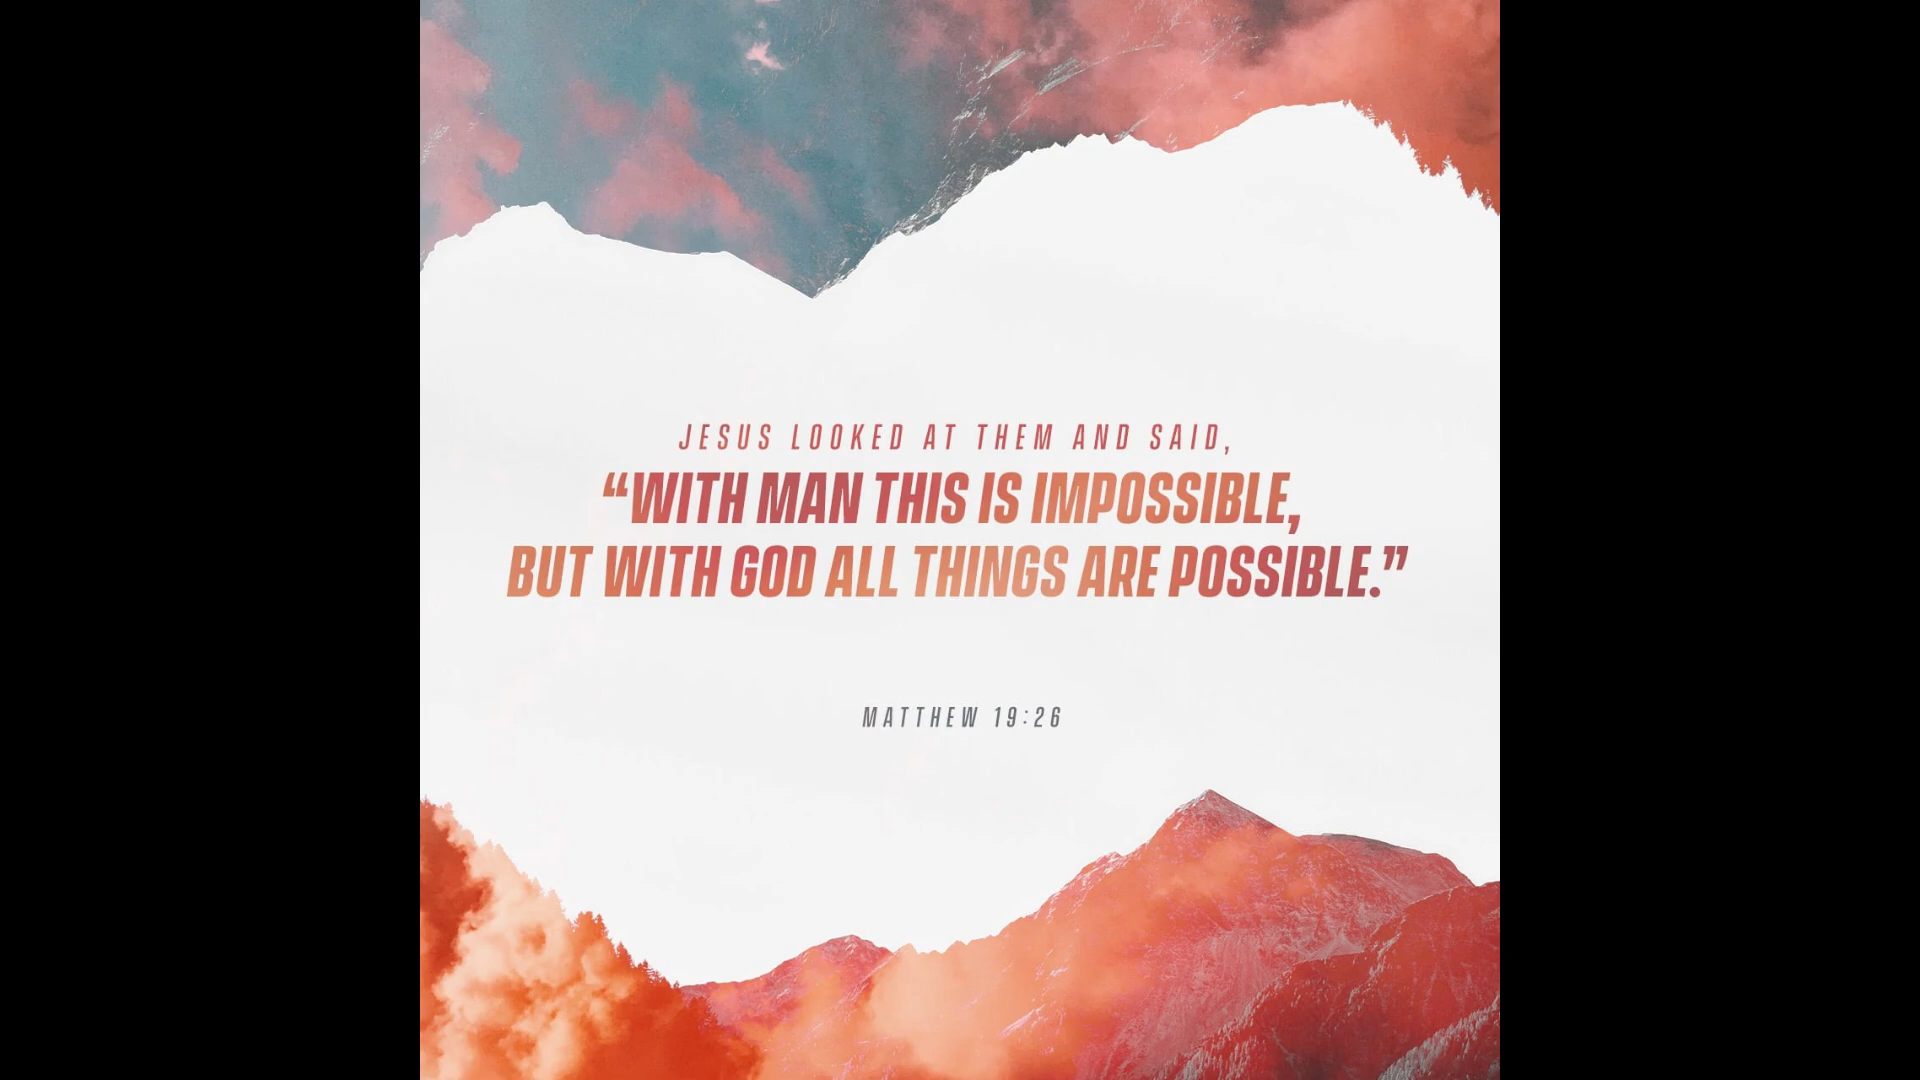 JESUS LOOKED AT THEM AND SAID,
“WITH MAN THIS IS IMPOSSIBLE,
BUT WITH GOD ALL THINGS ARE POSSIBLE.”
MATTHEW 19:26